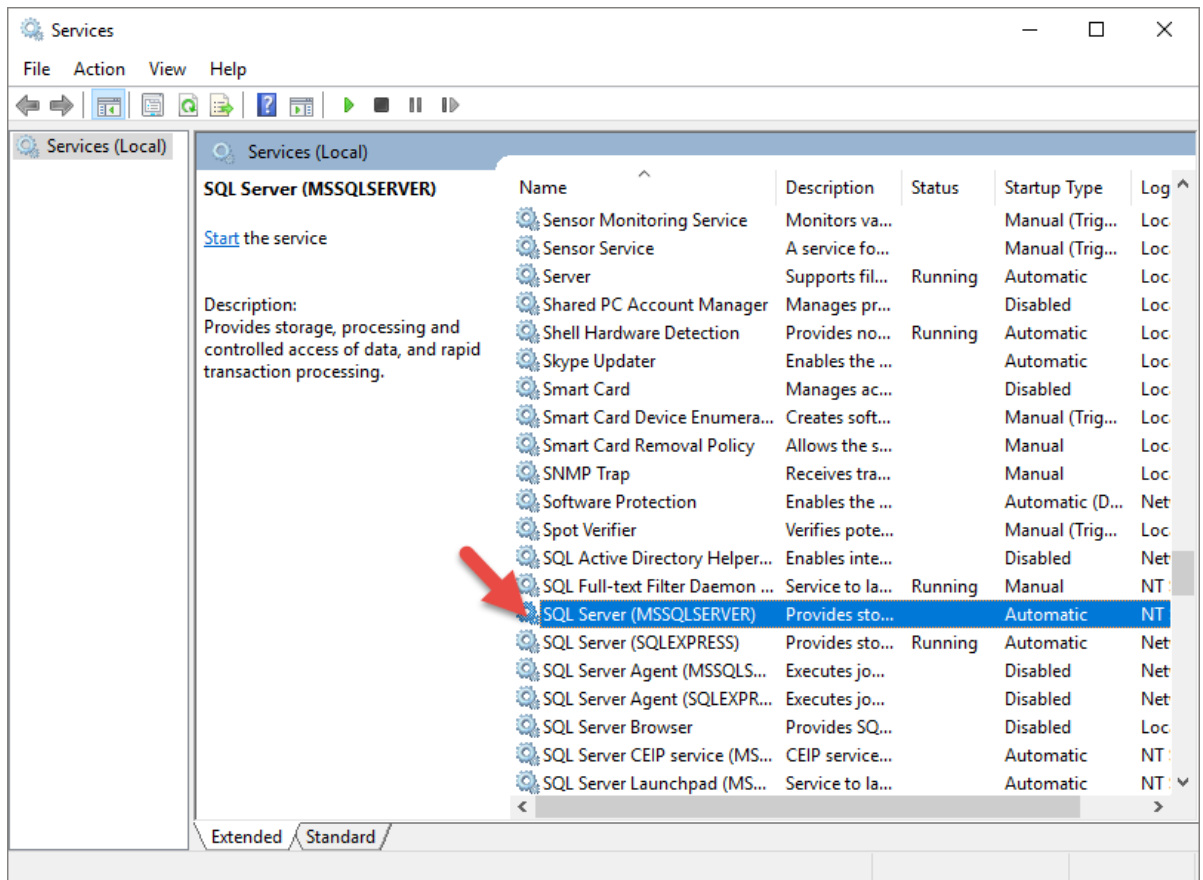 Services
File Action View Help
Services (Local)
Services (Local)
SQL Server (MSSQLSERVER)
Start the service
Description:
Provides storage, processing and
controlled access of data, and rapid
transaction processing.
Name Description Status Startup Type Log
Sensor Monitoring Service Monitors va... Manual (Trig... Loc
Sensor Service A service fo... Manual (Trig... Loc
Server Supports fil... Running Automatic Loc
Shared PC Account Manager Manages pr... Disabled Loc
Shell Hardware Detection Provides no... Running Automatic Loc
Skype Updater Enables the ... Automatic Loc
Smart Card Manages ac... Disabled Loc
Smart Card Device Enumera... Creates soft... Manual (Trig... Loc
Smart Card Removal Policy Allows the s... Manual Loc
SNMP Trap Receives tra... Manual Loc
Software Protection Enables the ... Automatic (D... Net
Spot Verifier Verifies pote... Manual (Trig... Loc
SQL Active Directory Helper... Enables inte... Disabled Net
SQL Full-text Filter Daemon ... Service to la... Running Manual NT
SQL Server (MSSQLSERVER) Provides sto... Automatic NT
SQL Server (SQLEXPRESS) Provides sto... Running Automatic Net
SQL Server Agent (MSSQLS... Executes jo... Disabled Net
SQL Server Agent (SQLEXPR... Executes jo... Disabled Net
SQL Server Browser Provides SQ... Disabled Loc
SQL Server CEIP service (MS... CEIP service... Automatic NT
SQL Server Launchpad (MS... Service to la... Automatic NT
Extended Standard